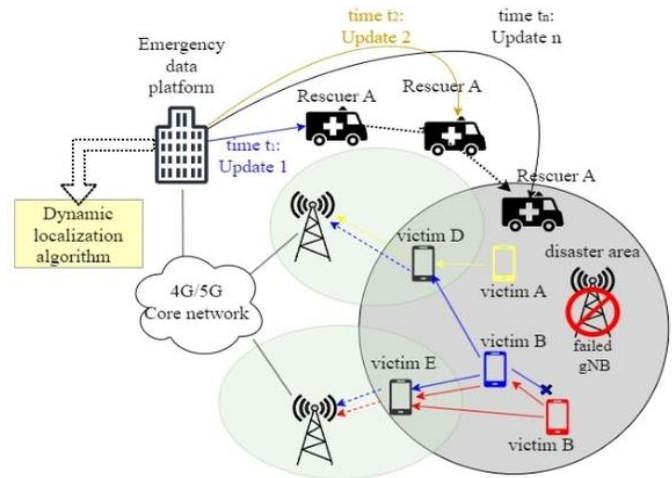 time t₂:
Update 2
time tₙ:
Update n
Emergency
data
platform
Rescuer A
Rescuer A
time t₁:
Update 1
Rescuer A
Dynamic
localization
algorithm
victim D
disaster area
4G/5G
Core network
victim A
failed
gNB
victim B
victim E
victim B